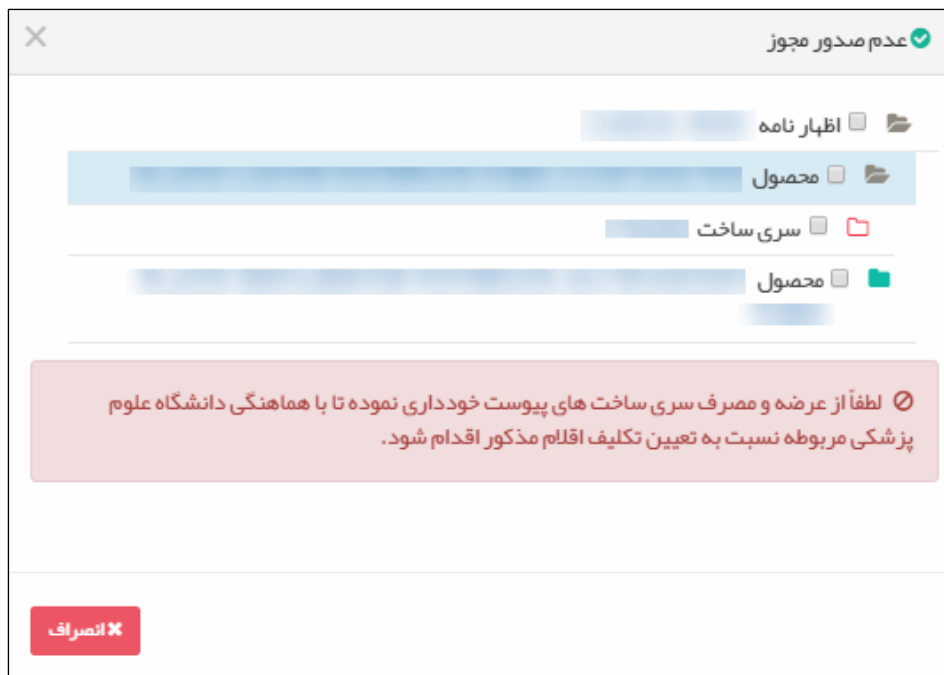 عدم صدور مجوز
اظهار نامه
محصول
سری ساخت
محصول
لطفاً از عرضه و مصرف سری ساخت های پیوست خودداری نموده تا با هماهنگی دانشگاه علوم
پزشکی مربوطه نسبت به تعیین تکلیف اقلام مذکور اقدام شود.
انصراف